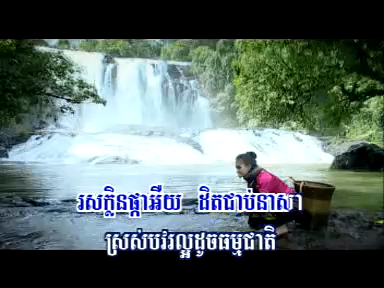 រសក្លិនផ្កាអឺយ ដិតជាប់នាសា
ស្រស់បវរល្អដូចធម្មជាតិ